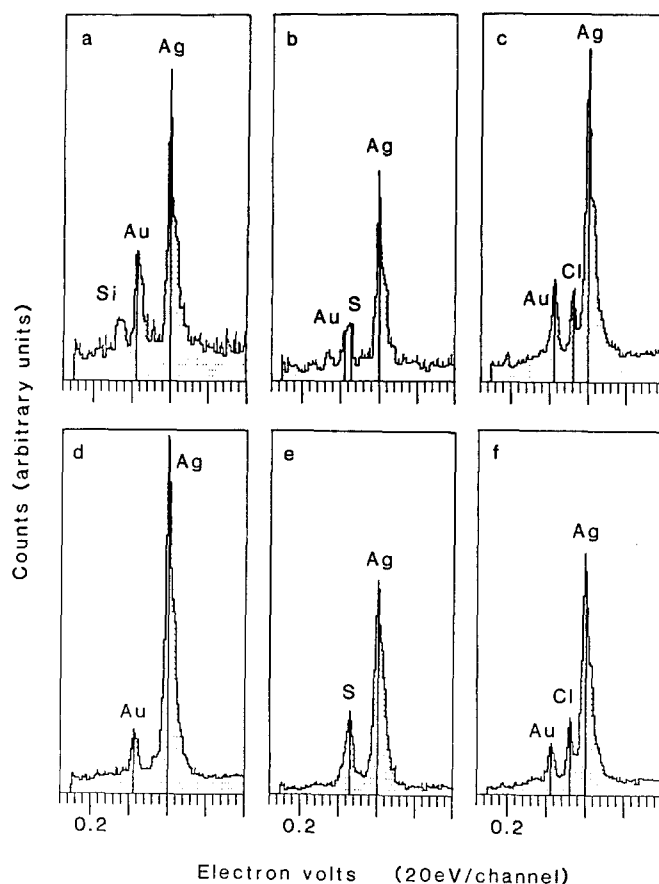 a
Ag
Au
Si
b
Ag
Au S
c
Ag
Cl
Au
d
Ag
Au
0.2
e
Ag
S
0.2
f
Ag
Cl
Au
0.2
Counts (arbitrary units)
Electron volts (20eV/channel)